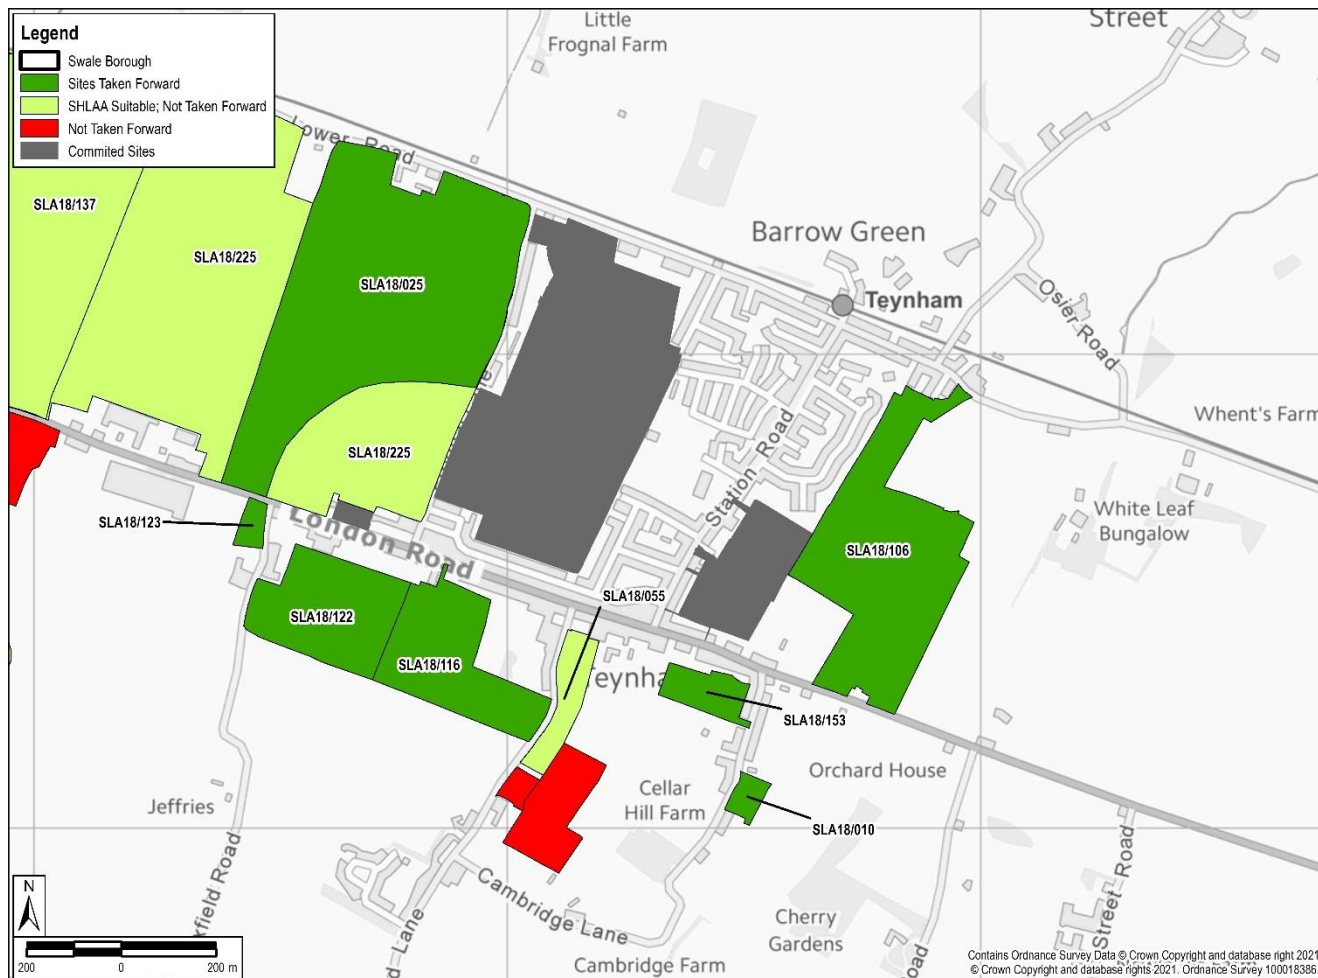 Legend
Swale Borough
Sites Taken Forward
SHLAA Suitable; Not Taken Forward
Not Taken Forward
Commited Sites
Little
Frognal Farm
Street
Lower Road
SLA18/137
SLA18/225
SLA18/025
Barrow Green
Teynham
Osier Road
Whent's Farm
SLA18/225
Station Road
White Leaf
Bungalow
SLA18/106
SLA18/123
London Road
SLA18/055
SLA18/122
SLA18/116
SLA18/153
Orchard House
Jeffries
Cellar
Hill Farm
SLA18/010
Cambridge Lane
Cherry
Gardens
Cambridge Farm
Lane
Road
Street Road
N
200 0 200 m
Contains Ordnance Survey Data © Crown Copyright and database right 2021
© Crown Copyright and database rights 2021. Ordnance Survey 100018386